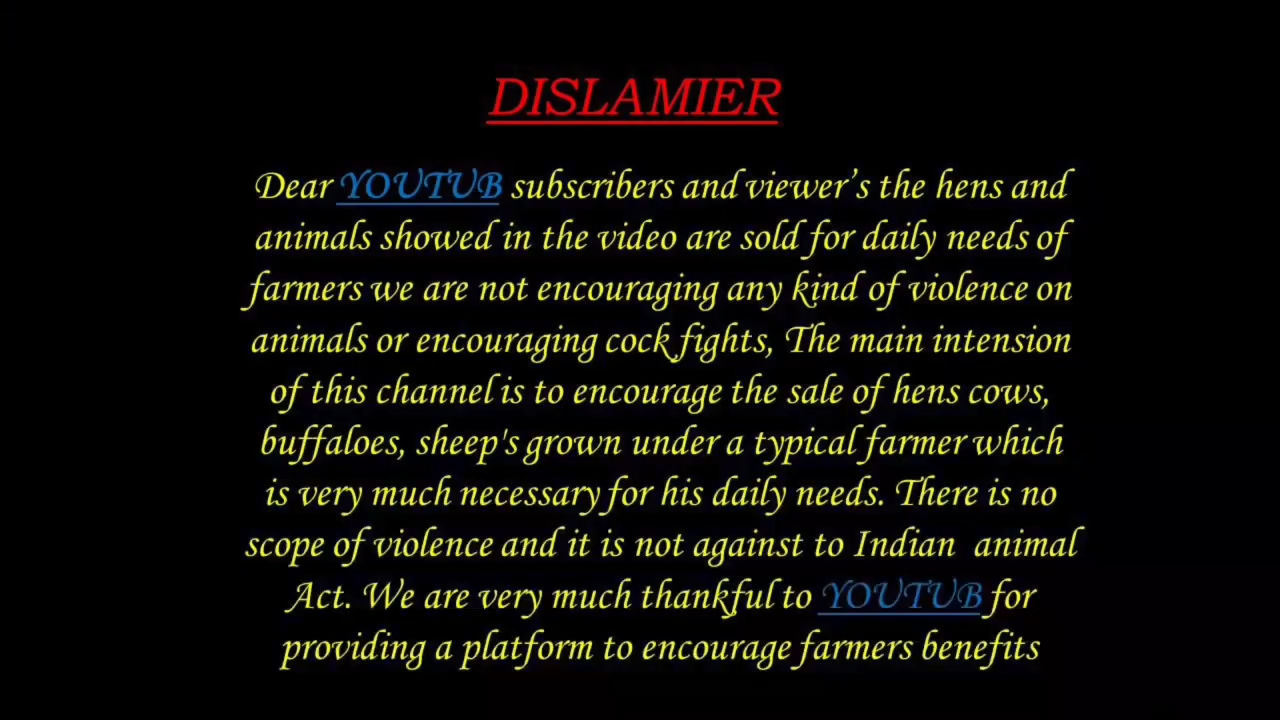 DISLAMIER
Dear YOUTUB subscribers and viewer’s the hens and
animals showed in the video are sold for daily needs of
farmers we are not encouraging any kind of violence on
animals or encouraging cock fights, The main intension
of this channel is to encourage the sale of hens cows,
buffaloes, sheep's grown under a typical farmer which
is very much necessary for his daily needs. There is no
scope of violence and it is not against to Indian animal
Act. We are very much thankful to YOUTUB for
providing a platform to encourage farmers benefits